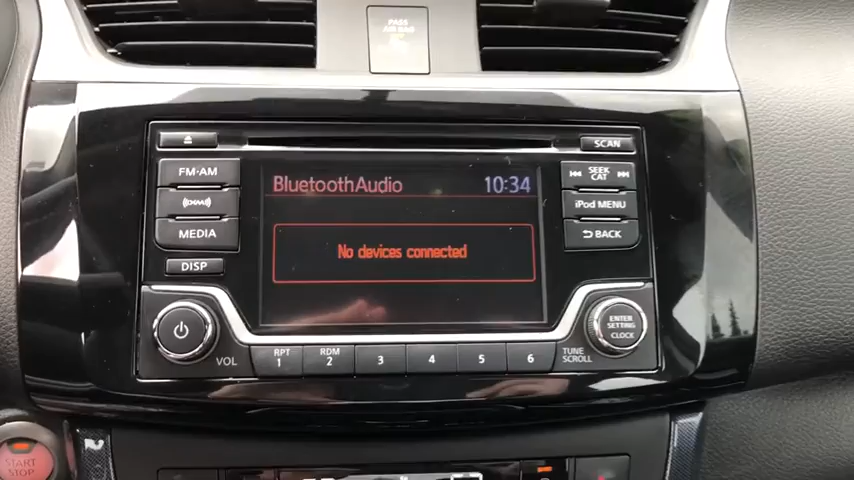 PASS
AIR BAG
SCAN
FM·AM
SEEK
CAT
(XM)
iPod MENU
MEDIA
BACK
DISP
BluetoothAudio 10:34
No devices connected
ENTER
SETTING
CLOCK
VOL
RPT
1
RDM
2
3
4
5
6
TUNE
SCROLL
START
STOP